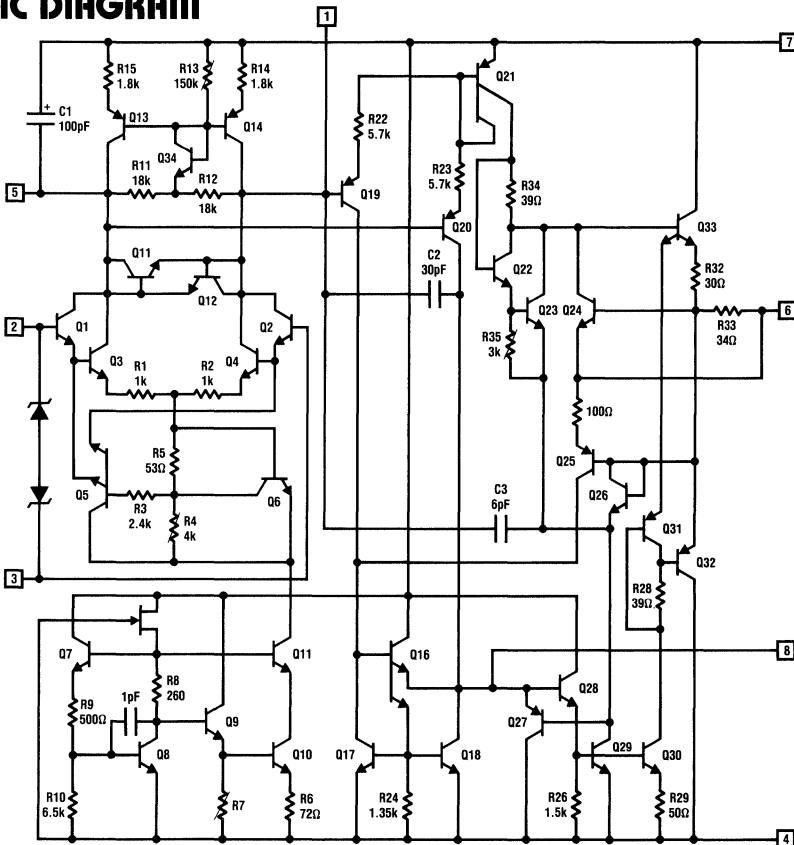 IC DIAGRAM
1
7
R15
1.8k
R13
150k
R14
1.8k
Q21
C1
100pF
+
Q13
Q14
R22
5.7k
Q34
R11
18k
R12
18k
R23
5.7k
R34
39Ω
5
Q19
Q20
Q33
Q11
Q12
C2
30pF
Q22
R32
30Ω
2
Q1
Q2
Q23
Q24
6
R33
34Ω
Q3
Q4
R35
3k
R1
1k
R2
1k
100Ω
R5
53Ω
Q25
Q5
Q6
Q26
R3
2.4k
R4
4k
C3
6pF
Q31
3
Q32
R28
39Ω
Q7
Q11
Q16
8
R8
260
1pF
R9
500Ω
Q9
Q28
Q27
Q8
Q10
Q17
Q18
Q29
Q30
R10
6.5k
R7
R6
72Ω
R24
1.35k
R26
1.5k
R29
50Ω
4